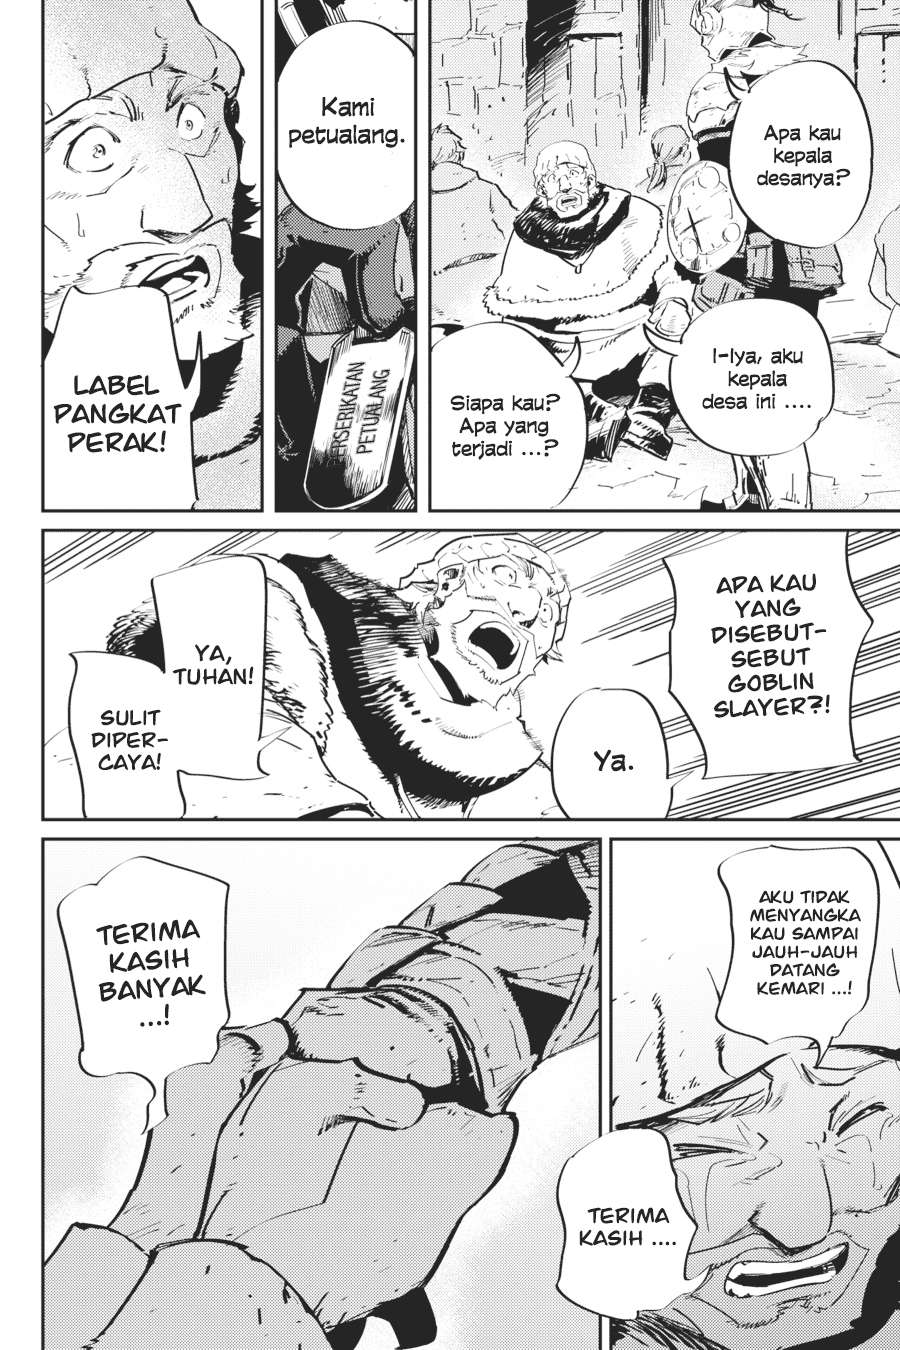 Apa kau
kepala
desanya?
I-Iya, aku
kepala
desa ini ....
Siapa kau?
Apa yang
terjadi ...?
Kami
petualang.
PERSERIKATAN
PETUALANG
LABEL
PANGKAT
PERAK!
APA KAU
YANG
DISEBUT-
SEBUT
GOBLIN
SLAYER?!
Ya.
YA,
TUHAN!
SULIT
DIPER-
CAYA!
AKU TIDAK
MENYANGKA
KAU SAMPAI
JAUH-JAUH
DATANG
KEMARI ...!
TERIMA
KASIH ....
TERIMA
KASIH
BANYAK
...!